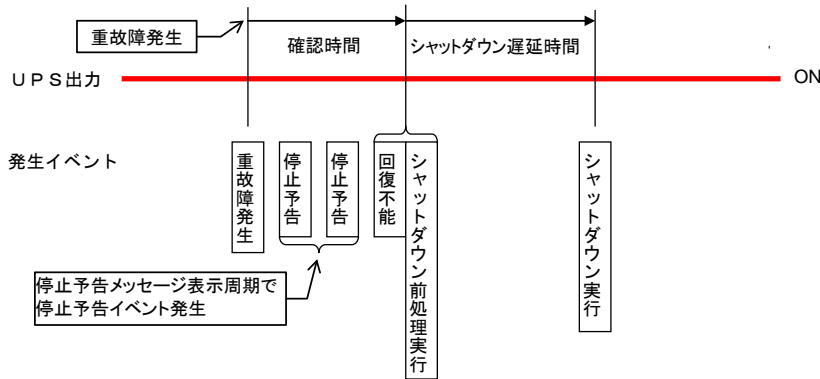 重故障発生
確認時間
シャットダウン遅延時間
UPS出力
ON
発生イベント
重故障発生
停止予告
停止予告
回復不能
シャットダウン前処理実行
シャットダウン実行
停止予告メッセージ表示周期で
停止予告イベント発生